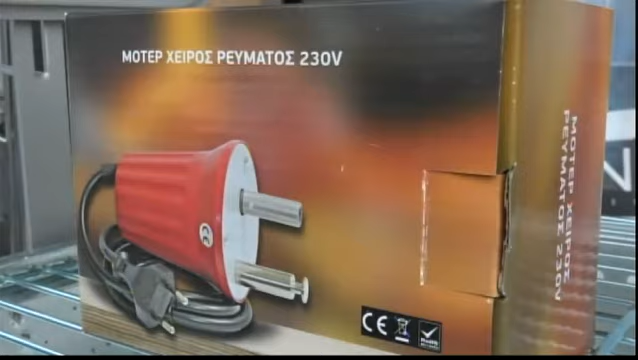 ΜΟΤΕΡ ΧΕΙΡΟΣ ΡΕΥΜΑΤΟΣ 230V
ΜΟΤΕΡ ΧΕΙΡΟΣ
ΡΕΥΜΑΤΟΣ 230V
CE
N